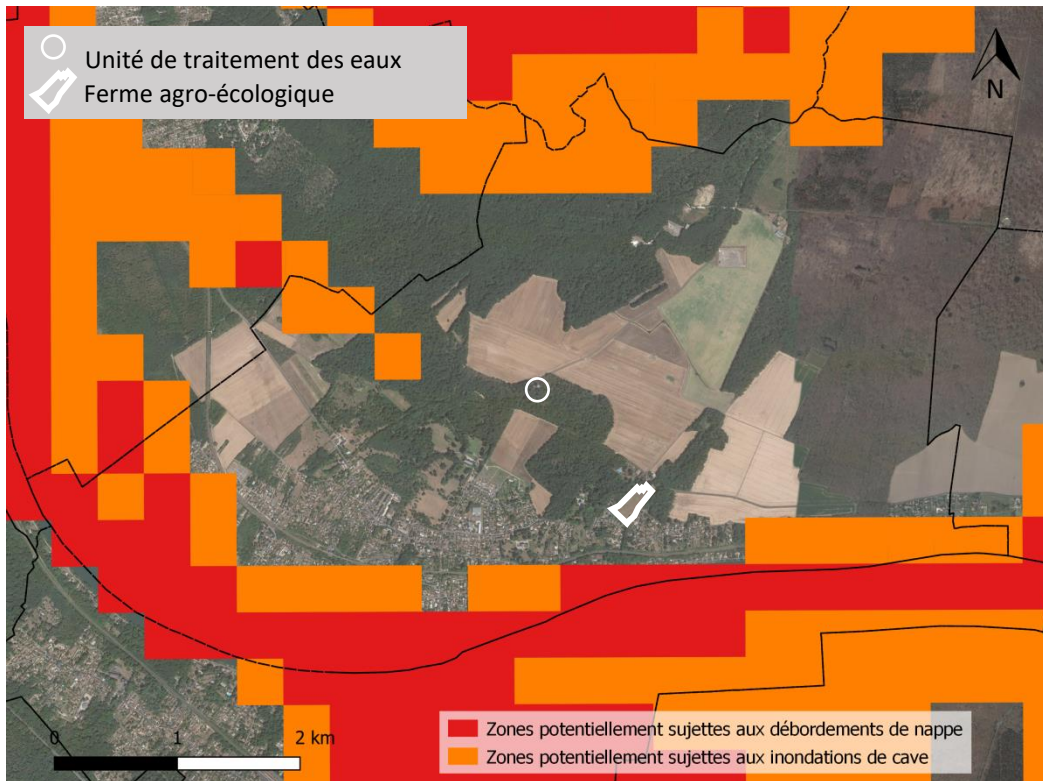 Unité de traitement des eaux
Ferme agro-écologique
N
Zones potentiellement sujettes aux débordements de nappe
Zones potentiellement sujettes aux inondations de cave
0 1 2 km